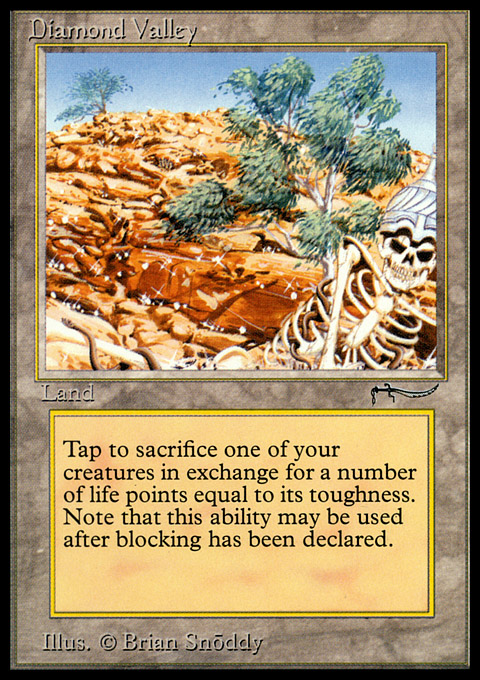 Diamond Valley
Land
Tap to sacrifice one of your
creatures in exchange for a number
of life points equal to its toughness.
Note that this ability may be used
after blocking has been declared.
Illus. © Brian Snōddy